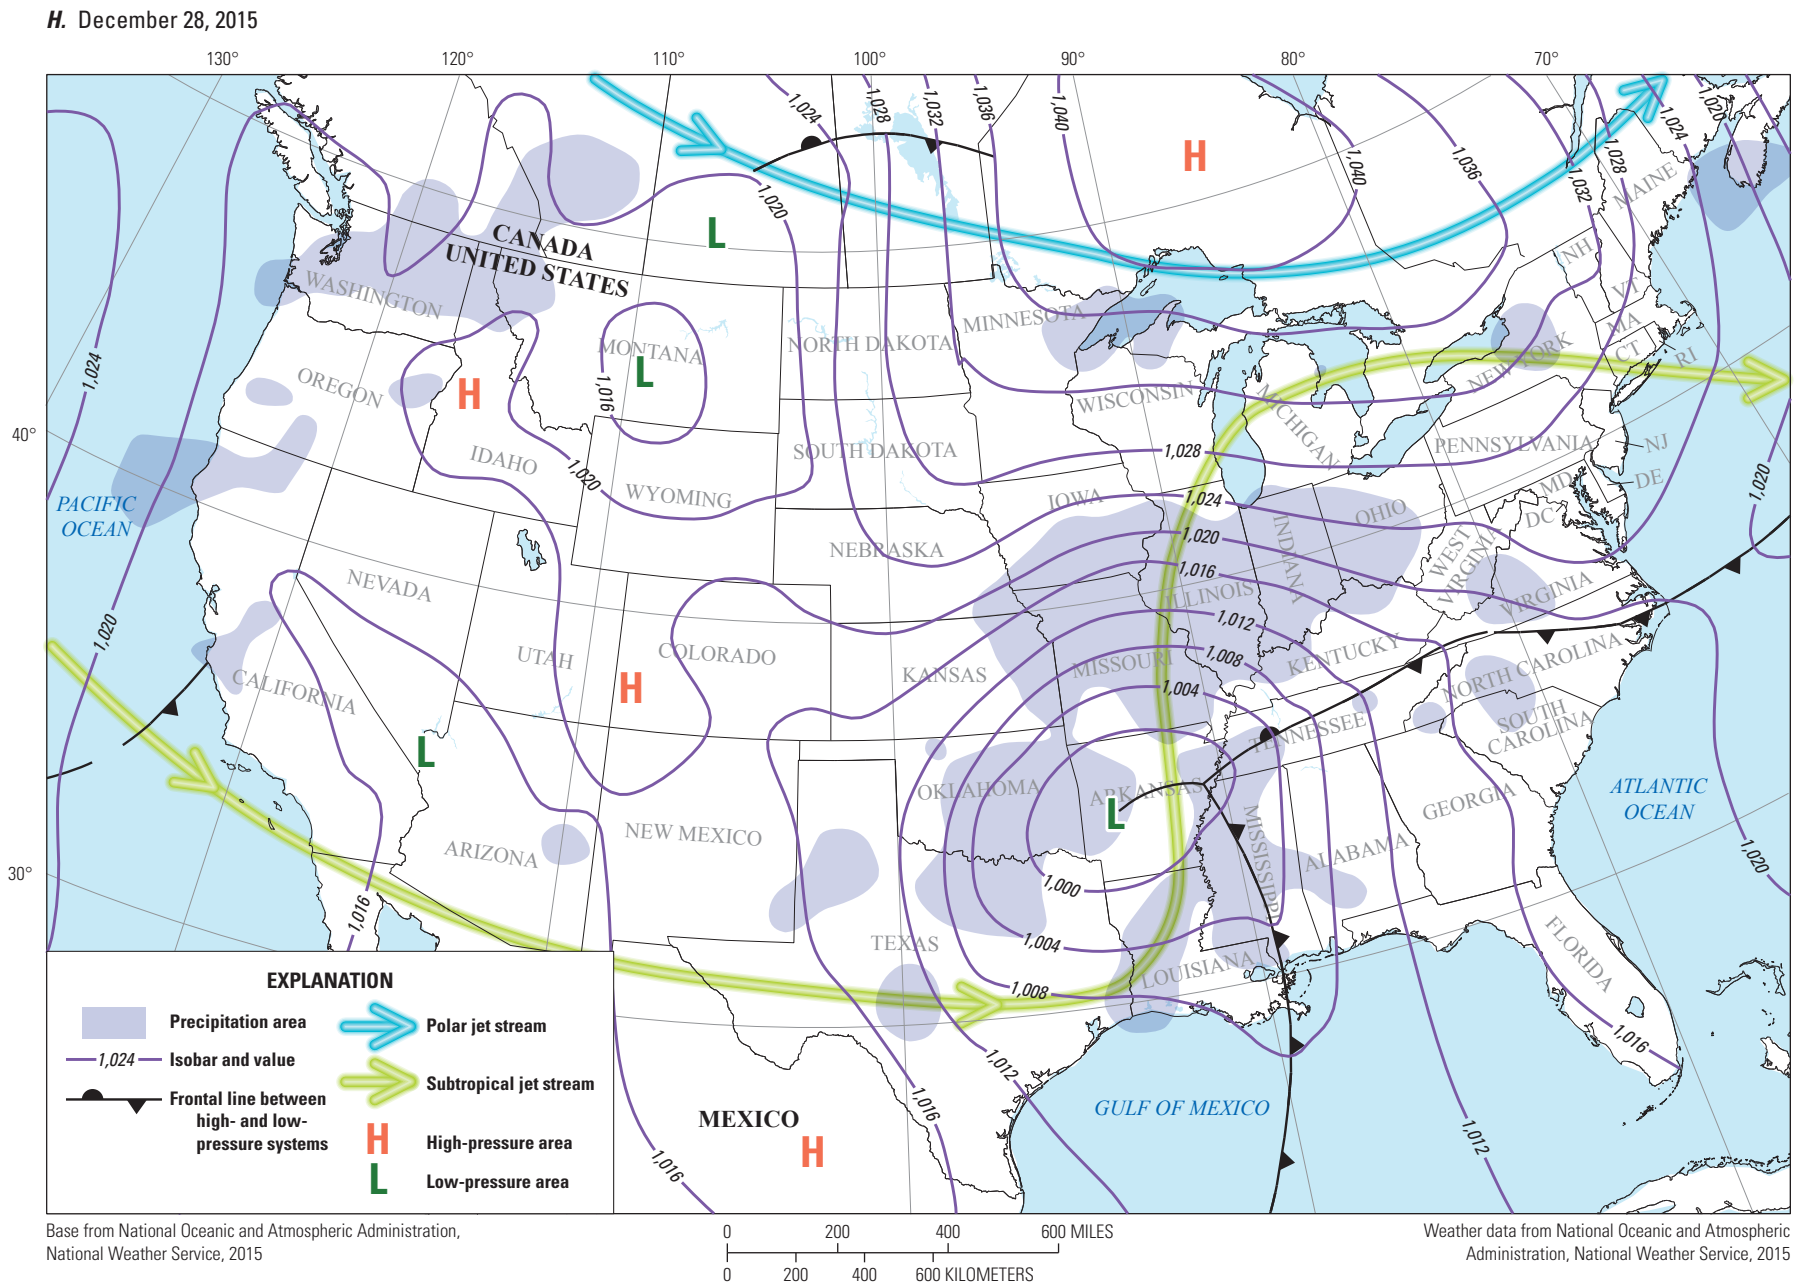 H. December 28, 2015
130°
120°
110°
100°
90°
80°
70°
40°
30°
1,024
1,028
1,032
1,036
1,040
1,040
1,036
1,032
1,028
1,024
1,020
1,020
1,024
1,020
1,016
1,020
1,028
1,024
1,020
1,016
1,012
1,008
1,004
1,000
1,004
1,008
1,012
1,016
1,016
1,016
1,012
1,016
1,020
1,020
H
L
L
H
H
L
L
H
CANADA
UNITED STATES
MEXICO
WASHINGTON
OREGON
IDAHO
MONTANA
NORTH DAKOTA
MINNESOTA
SOUTH DAKOTA
WYOMING
NEBRASKA
IOWA
WISCONSIN
MICHIGAN
NEW YORK
MAINE
NH
VT
MA
CT
RI
PENNSYLVANIA
NJ
DE
MD
DC
OHIO
INDIANA
ILLINOIS
WEST
VIRGINIA
VIRGINIA
KENTUCKY
NORTH CAROLINA
SOUTH
CAROLINA
TENNESSEE
GEORGIA
ALABAMA
MISSISSIPPI
FLORIDA
LOUISIANA
ARKANSAS
MISSOURI
KANSAS
OKLAHOMA
TEXAS
NEW MEXICO
COLORADO
UTAH
ARIZONA
NEVADA
CALIFORNIA
PACIFIC
OCEAN
ATLANTIC
OCEAN
GULF OF MEXICO
EXPLANATION
Precipitation area
1,024
Isobar and value
Frontal line between
high- and low-
pressure systems
Polar jet stream
Subtropical jet stream
H
High-pressure area
L
Low-pressure area
Base from National Oceanic and Atmospheric Administration,
National Weather Service, 2015
0 200 400 600 MILES
0 200 400 600 KILOMETERS
Weather data from National Oceanic and Atmospheric
Administration, National Weather Service, 2015